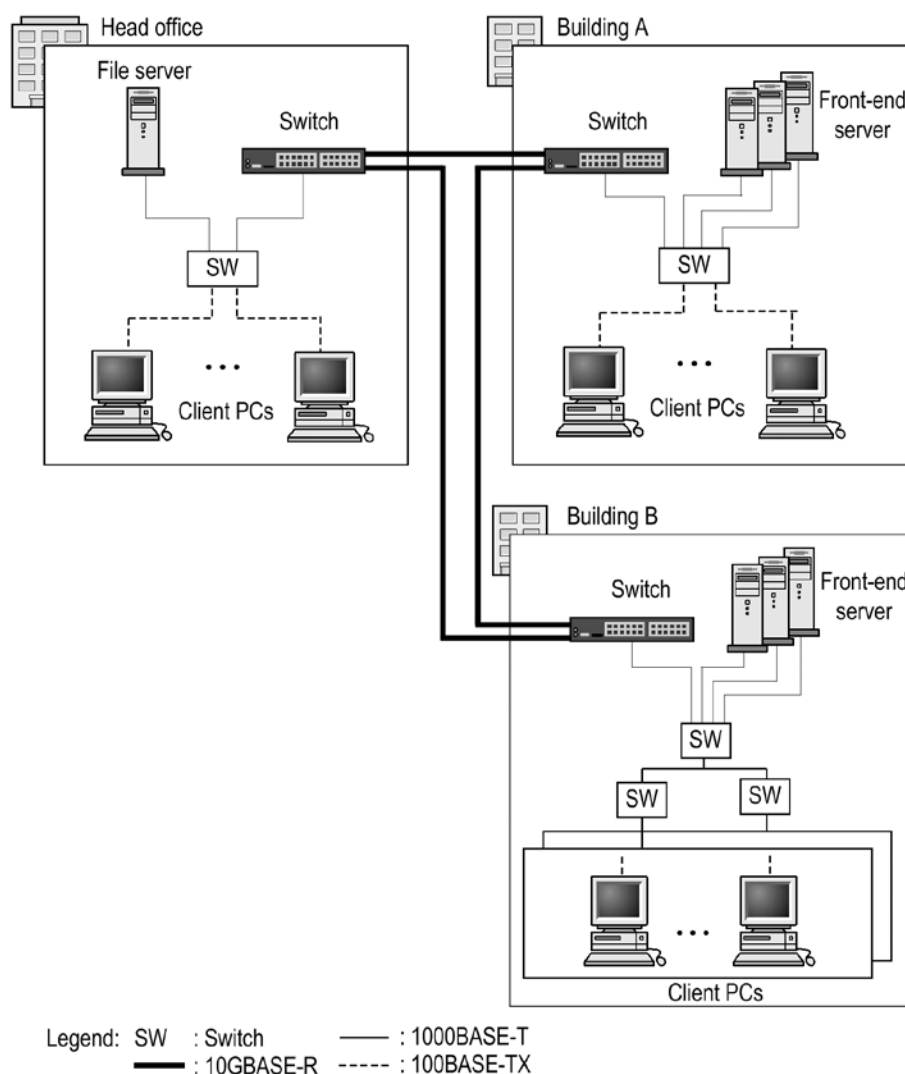 Head office
File server
Switch
SW
Client PCs
Building A
Switch
Front-end
server
SW
Client PCs
Building B
Switch
Front-end
server
SW
SW
SW
Client PCs
Legend: SW : Switch
: 1000BASE-T
: 10GBASE-R
: 100BASE-TX